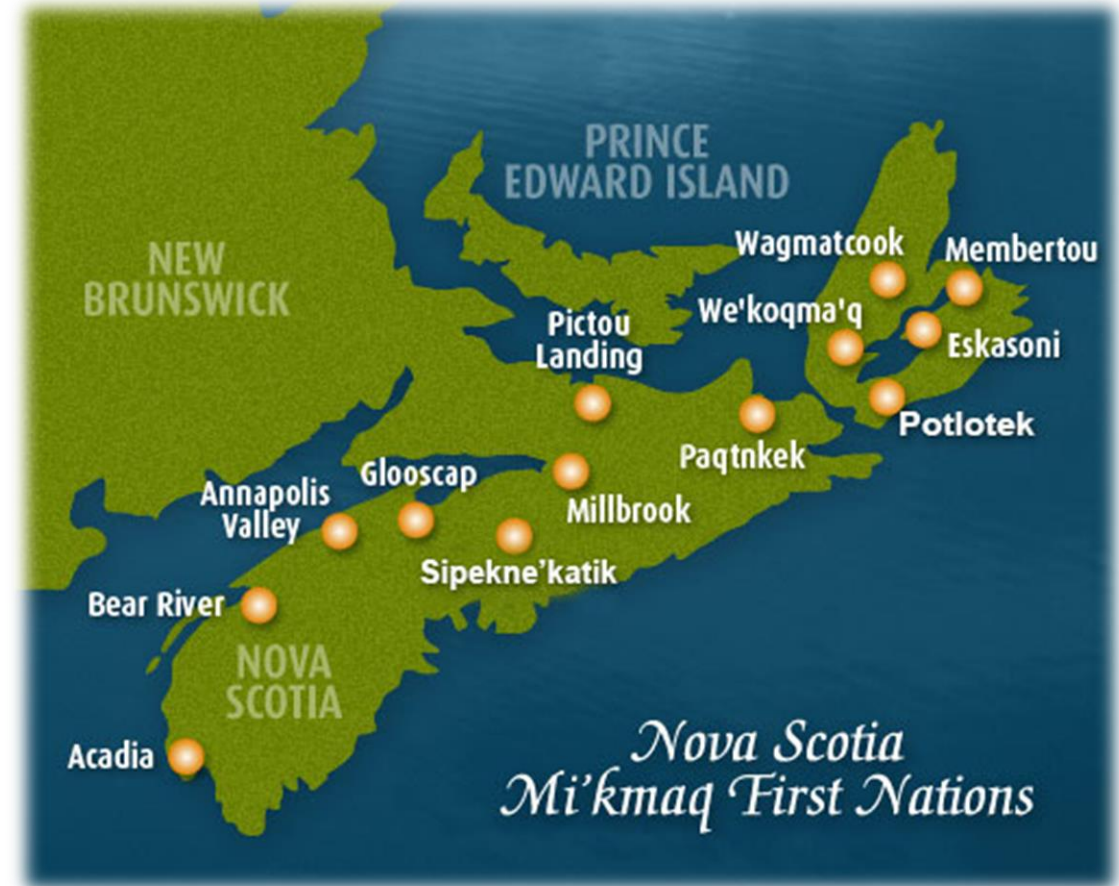 PRINCE
EDWARD ISLAND
NEW
BRUNSWICK
Wagmatcook
Membertou
We'koqma'q
Eskasoni
Pictou
Landing
Potlotek
Paqtnkek
Glooscap
Annapolis
Valley
Millbrook
Sipekne’katik
Bear River
NOVA
SCOTIA
Acadia
Nova Scotia
Mi’kmaq First Nations